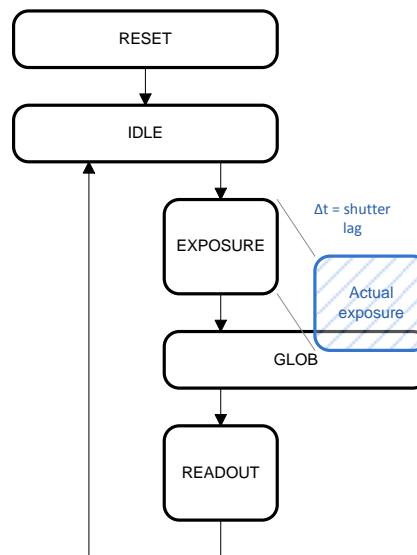 RESET
IDLE
Δt = shutter
lag
EXPOSURE
Actual
exposure
GLOB
READOUT